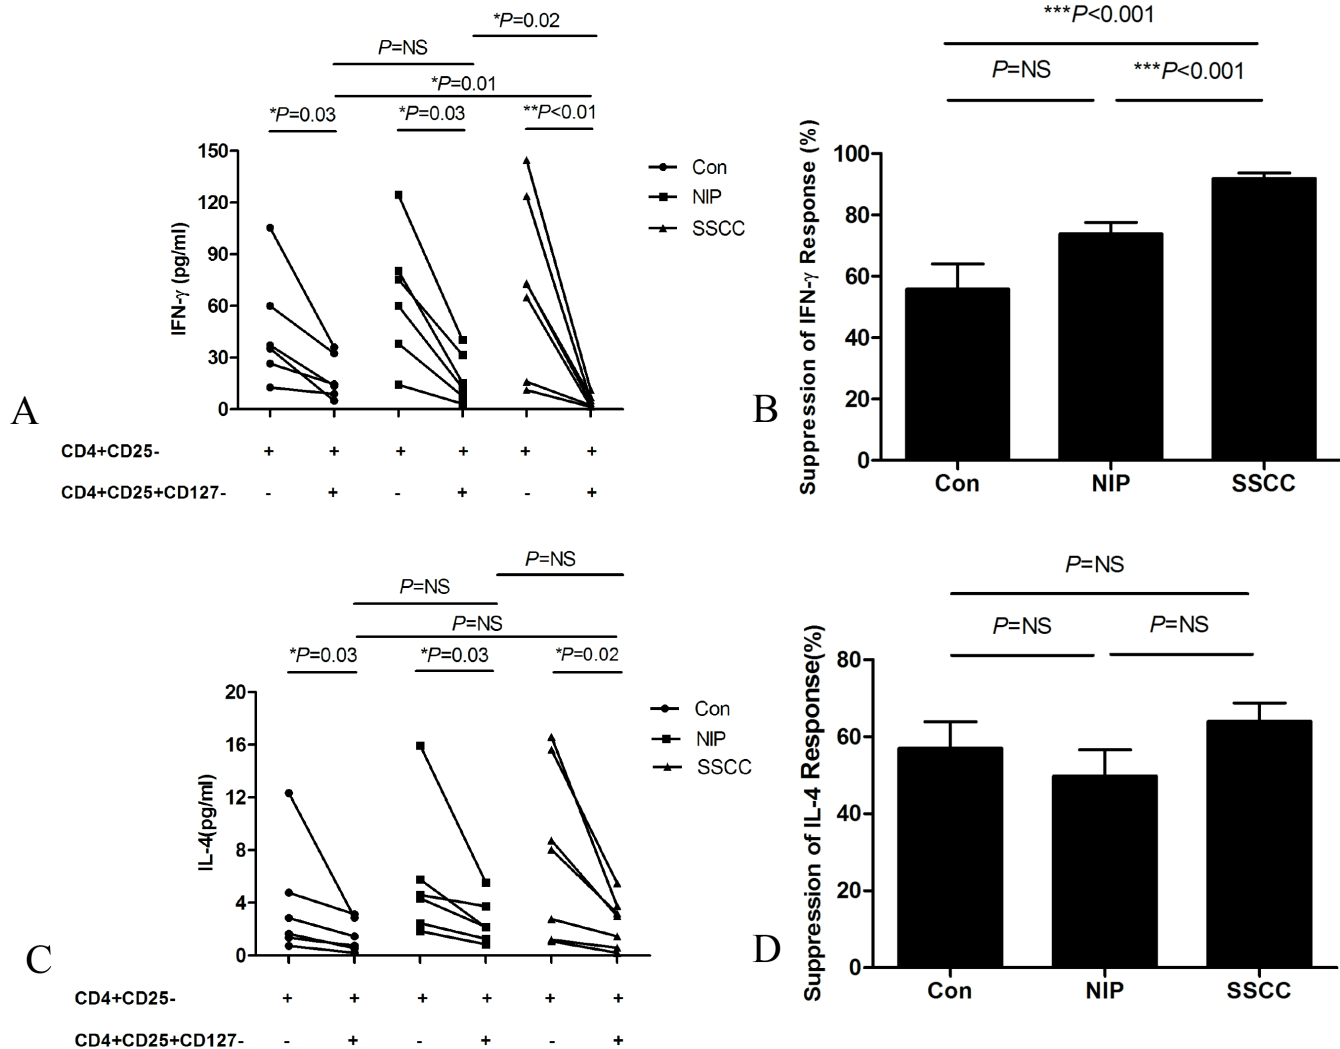 *P=0.02
P=NS
*P=0.01
*P=0.03
*P=0.03
**P<0.01
150
120
90
60
30
0
IFN-γ (pg/ml)
Con
NIP
SSCC
A
CD4+CD25-
+ + + + + +
CD4+CD25+CD127-
- + - + - +
***P<0.001
P=NS
***P<0.001
100
80
60
40
20
0
Suppression of IFN-γ Response (%)
B
Con NIP SSCC
P=NS
P=NS
P=NS
*P=0.03
*P=0.03
*P=0.02
20
16
12
8
4
0
IL-4(pg/ml)
Con
NIP
SSCC
C
CD4+CD25-
+ + + + + +
CD4+CD25+CD127-
- + - + - +
P=NS
P=NS
P=NS
80
60
40
20
0
Suppression of IL-4 Response(%)
D
Con NIP SSCC